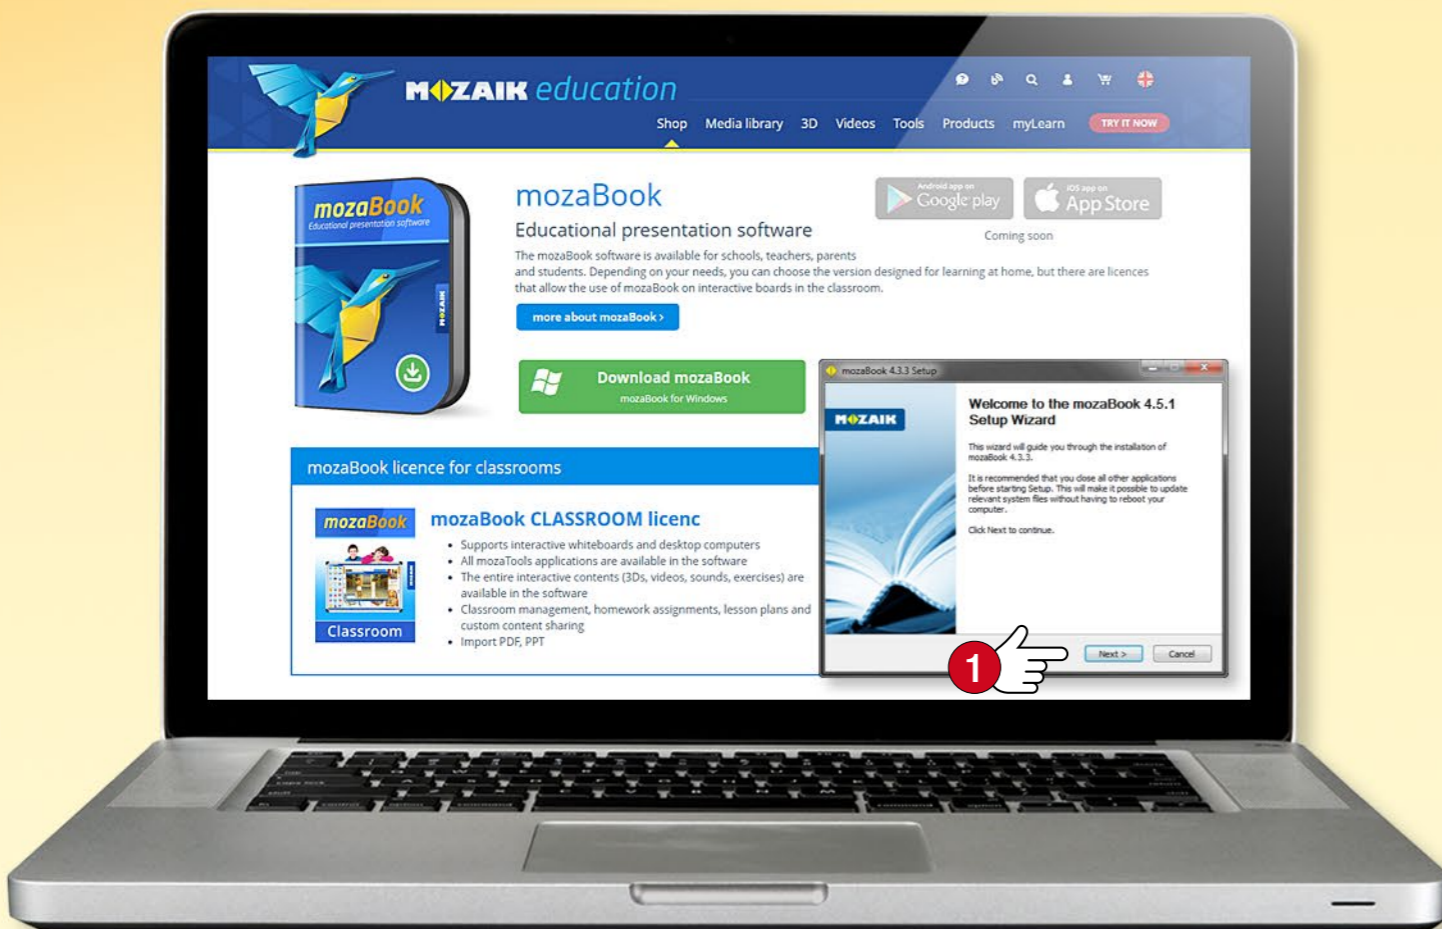 MOZAIK education
Shop Media library 3D Videos Tools Products myLearn TRY IT NOW
mozaBook
Educational presentation software
MOZAIK
mozaBook
Educational presentation software
The mozaBook software is available for schools, teachers, parents
and students. Depending on your needs, you can choose the version designed for learning at home, but there are licences
that allow the use of mozaBook on interactive boards in the classroom.
more about mozaBook >
Android app on
Google play
iOS app on
App Store
Coming soon
Download mozaBook
mozaBook for Windows
mozaBook licence for classrooms
mozaBook
Classroom
mozaBook CLASSROOM licenc
• Supports interactive whiteboards and desktop computers
• All mozaTools applications are available in the software
• The entire interactive contents (3Ds, videos, sounds, exercises) are
available in the software
• Classroom management, homework assignments, lesson plans and
custom content sharing
• Import PDF, PPT
mozaBook 4.3.3 Setup
MOZAIK
Welcome to the mozaBook 4.5.1
Setup Wizard
This wizard will guide you through the installation of
mozaBook 4.3.3.
It is recommended that you close all other applications
before starting Setup. This will make it possible to update
relevant system files without having to reboot your
computer.
Click Next to continue.
1
Next >
Cancel